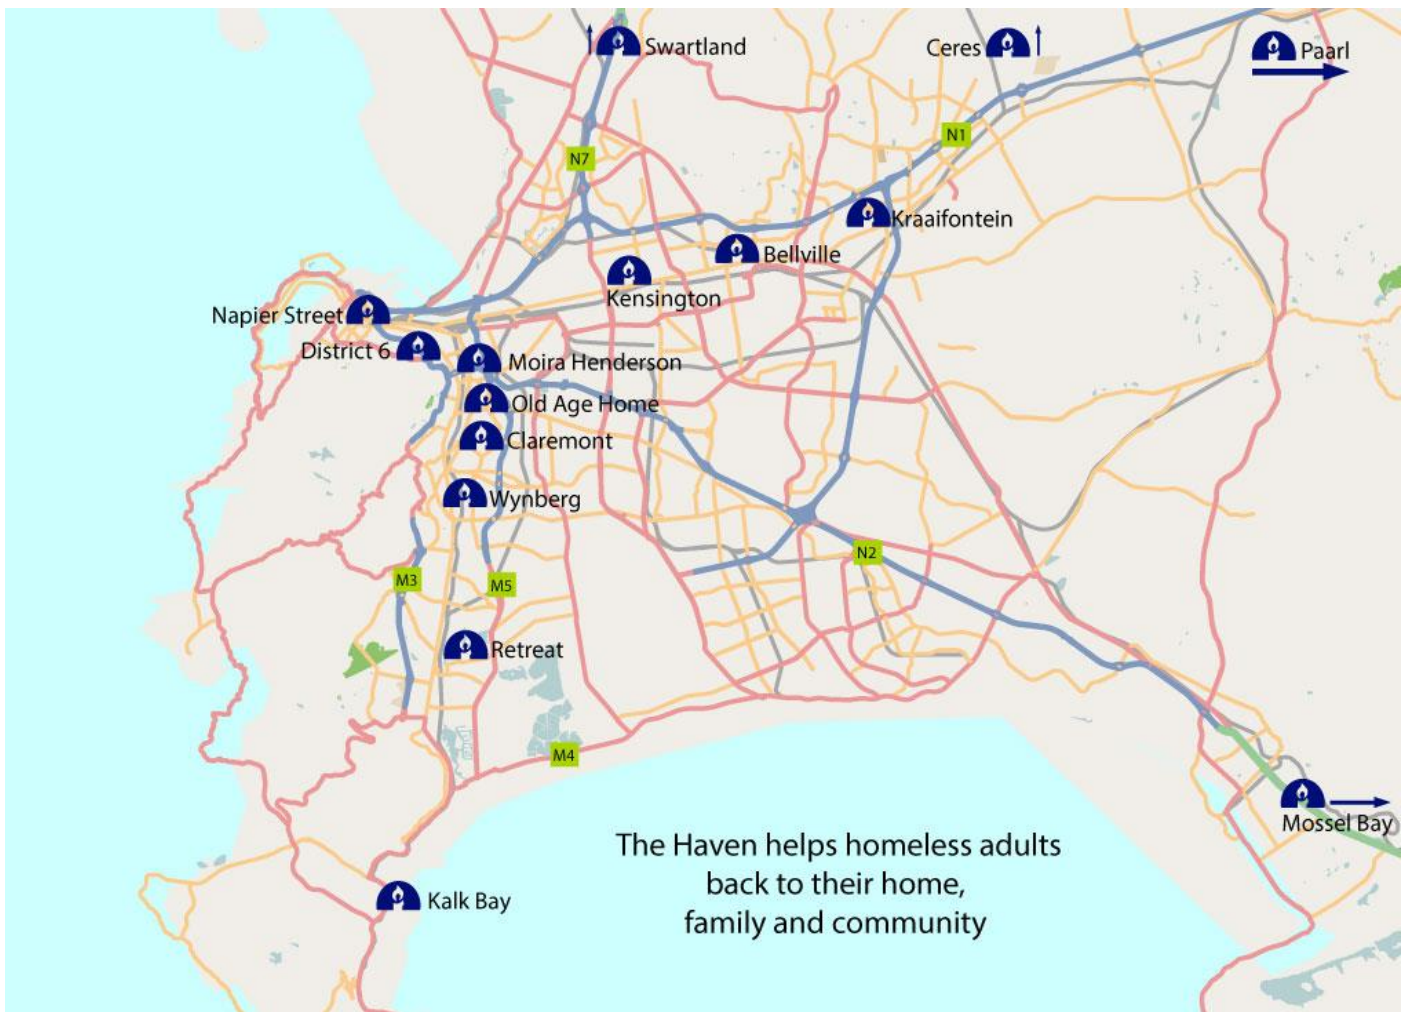 Swartland
Ceres
Paarl
N1
N7
Kraaifontein
Bellville
Kensington
Napier Street
District 6
Moira Henderson
Old Age Home
Claremont
Wynberg
N2
M3
M5
Retreat
M4
Mossel Bay
The Haven helps homeless adults
back to their home,
family and community
Kalk Bay